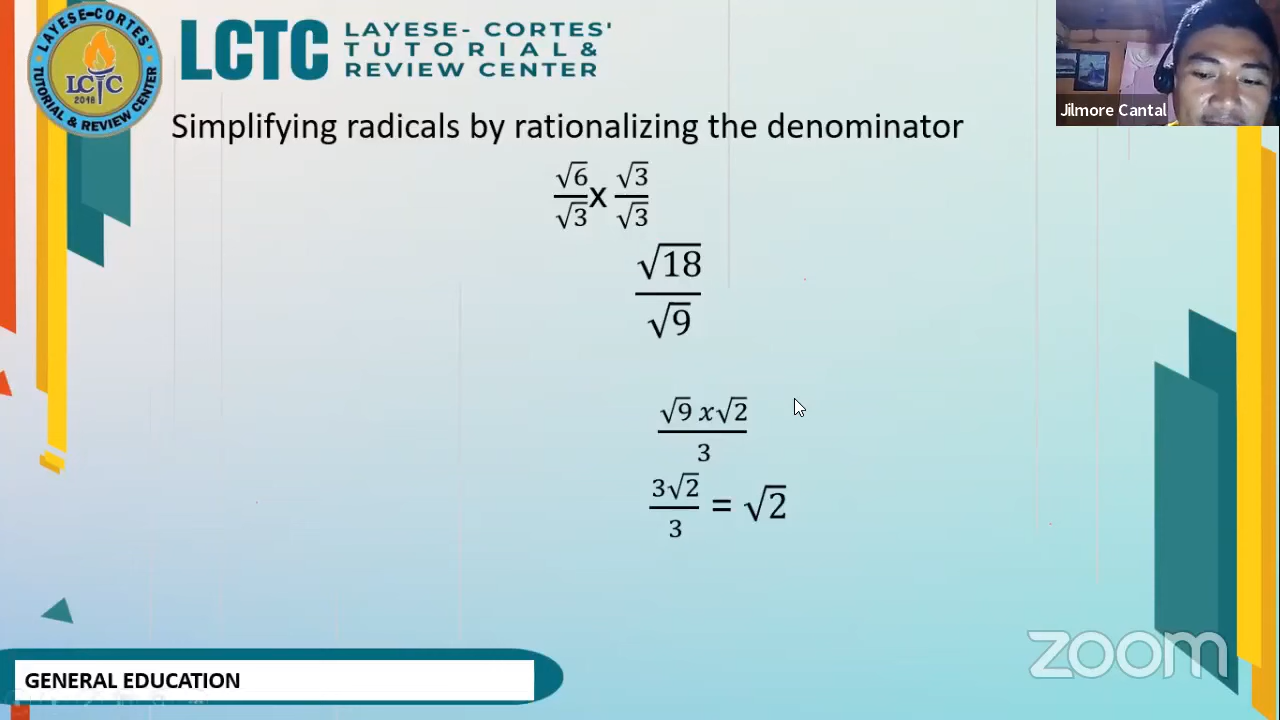 LAYESE-CORTES'
TUTORIAL & REVIEW CENTER
LCTC
2018
LCTC
LAYESE- CORTES'
TUTORIAL &
REVIEW CENTER
Jilmore Cantal
Simplifying radicals by rationalizing the denominator
√6/√3 x √3/√3
√18/√9
√9 x √2/3
3√2/3 = √2
zoom
GENERAL EDUCATION